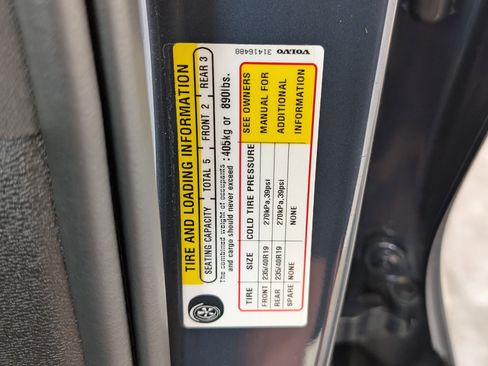 TIRE AND LOADING INFORMATION
SEATING CAPACITY TOTAL 5 FRONT 2 REAR 3
The combined weight of occupants and cargo should never exceed : 405kg or 890lbs.
TIRE SIZE COLD TIRE PRESSURE
FRONT 235/40R19 270kPa,39psi
REAR 235/40R19 270kPa,39psi
SPARE NONE NONE
SEE OWNERS
MANUAL FOR
ADDITIONAL
INFORMATION
VOLVO 31416488